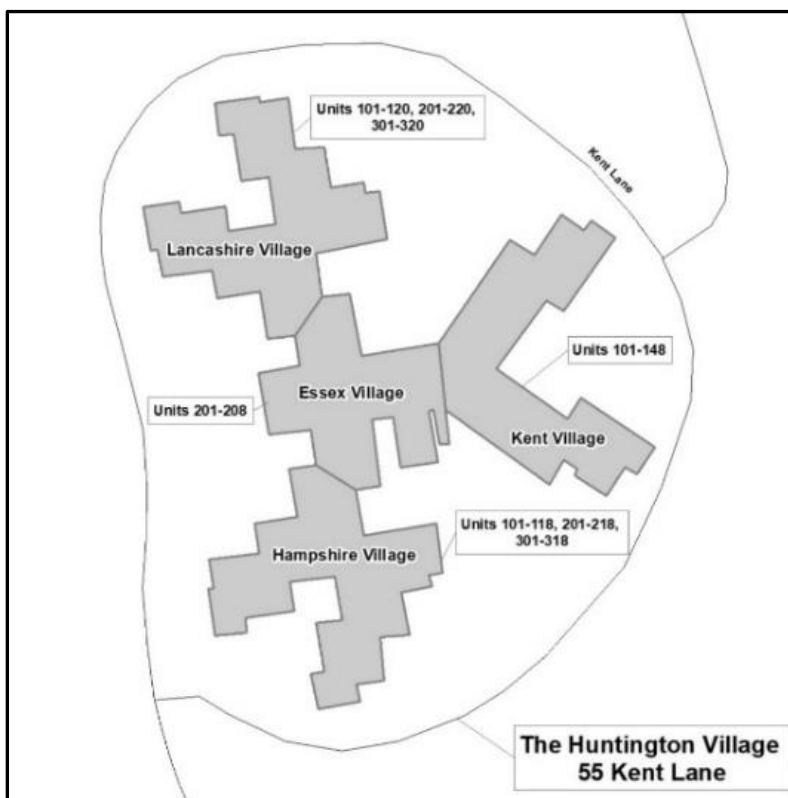 Units 101-120, 201-220,
301-320
Kent Lane
Lancashire Village
Units 101-148
Essex Village
Units 201-208
Kent Village
Units 101-118, 201-218,
301-318
Hampshire Village
The Huntington Village
55 Kent Lane